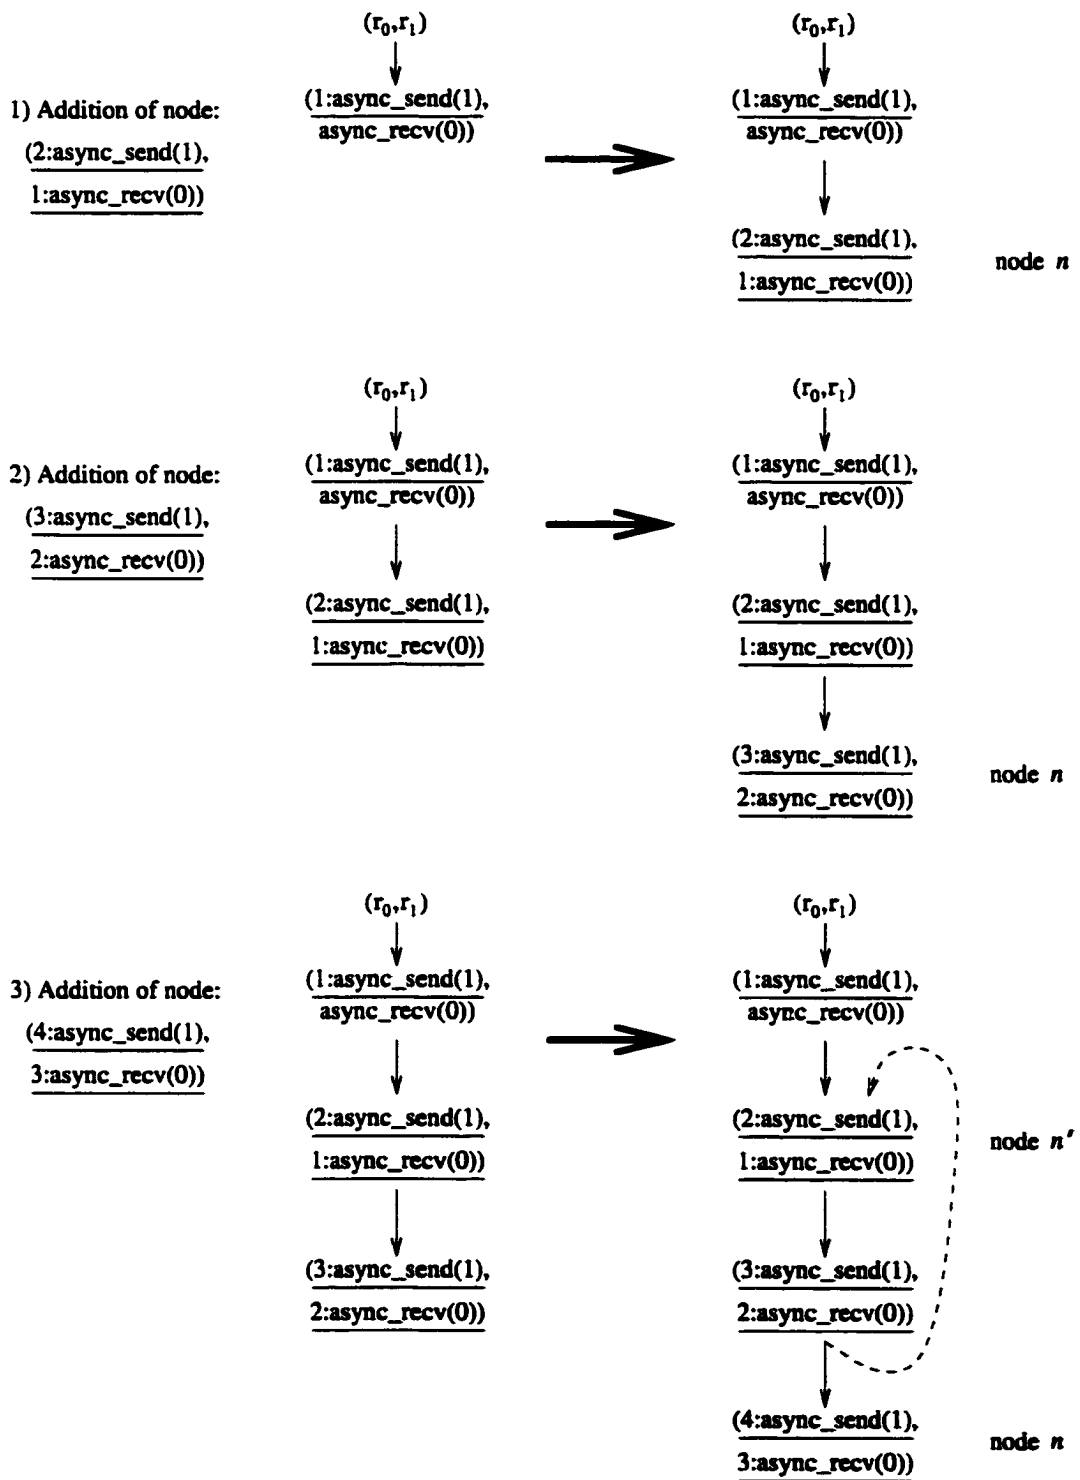 (r₀,r₁)
(r₀,r₁)
1) Addition of node:
(2:async_send(1),
1:async_recv(0))
(1:async_send(1),
async_recv(0))
(1:async_send(1),
async_recv(0))
(2:async_send(1),
1:async_recv(0))
node n
(r₀,r₁)
(r₀,r₁)
2) Addition of node:
(3:async_send(1),
2:async_recv(0))
(1:async_send(1),
async_recv(0))
(2:async_send(1),
1:async_recv(0))
(1:async_send(1),
async_recv(0))
(2:async_send(1),
1:async_recv(0))
(3:async_send(1),
2:async_recv(0))
node n
(r₀,r₁)
(r₀,r₁)
3) Addition of node:
(4:async_send(1),
3:async_recv(0))
(1:async_send(1),
async_recv(0))
(2:async_send(1),
1:async_recv(0))
(3:async_send(1),
2:async_recv(0))
(1:async_send(1),
async_recv(0))
(2:async_send(1),
1:async_recv(0))
node n'
(3:async_send(1),
2:async_recv(0))
(4:async_send(1),
3:async_recv(0))
node n